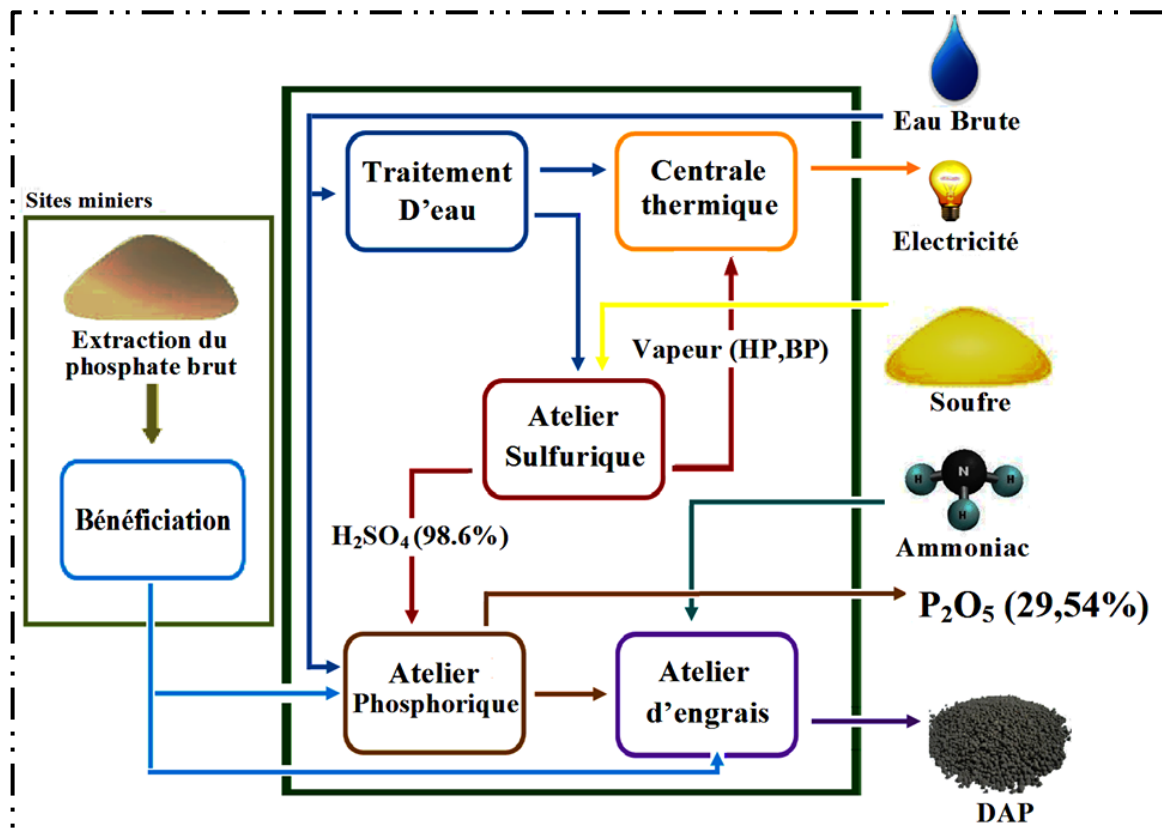 Eau Brute
Traitement
D'eau
Centrale
thermique
Electricité
Sites miniers
Extraction du
phosphate brut
Vapeur (HP,BP)
Soufre
Atelier
Sulfurique
Bénéficiation
H₂SO₄ (98.6%)
N
H
H
H
Ammoniac
P₂O₅ (29,54%)
Atelier
Phosphorique
Atelier
d'engrais
DAP